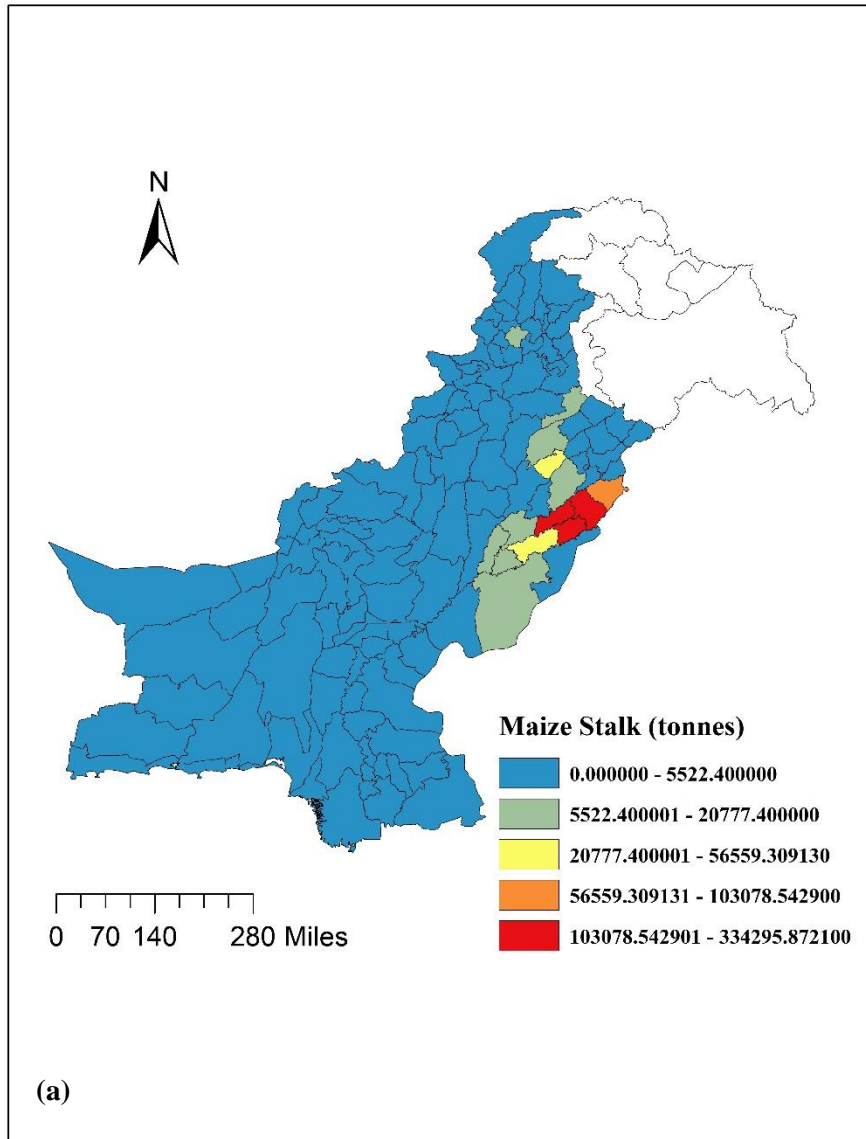 N
Maize Stalk (tonnes)
0.000000 - 5522.400000
5522.400001 - 20777.400000
20777.400001 - 56559.309130
56559.309131 - 103078.542900
103078.542901 - 334295.872100
0 70 140 280 Miles
(a)